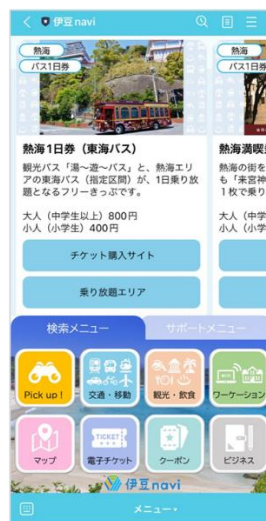 伊豆navi
熱海
バス1日券
熱海1日券（東海バス）
観光バス「湯～遊～バス」と、熱海エリ
アの東海バス（指定区間）が、1日乗り放
題となるフリーきっぷです。
大人（中学生以上）800円
小人（小学生）400円
チケット購入サイト
乗り放題エリア
熱海
バス1日券
熱海満喫
熱海の街を
も「来宮神
1枚で乗り
大人（中学
小人（小学
検索メニュー
サポートメニュー
Pick up！
交通・移動
観光・飲食
ワーケーション
マップ
TICKET
電子チケット
クーポン
ビジネス
伊豆navi
メニュー